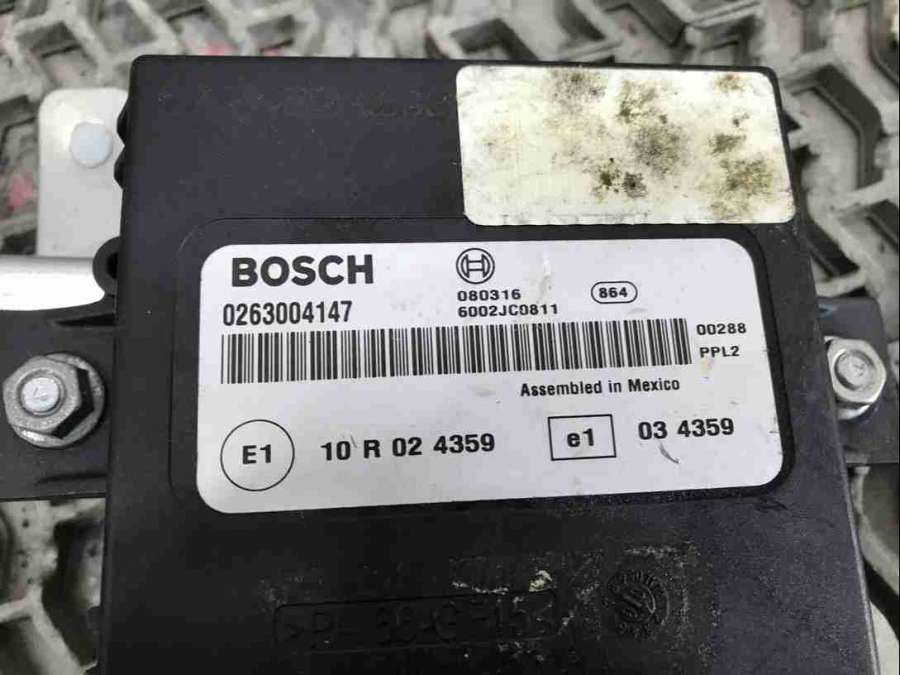 BOSCH
0263004147
080316
864
6002JC0811
00288
PPL2
Assembled in Mexico
E1
10 R 02 4359
e1
03 4359